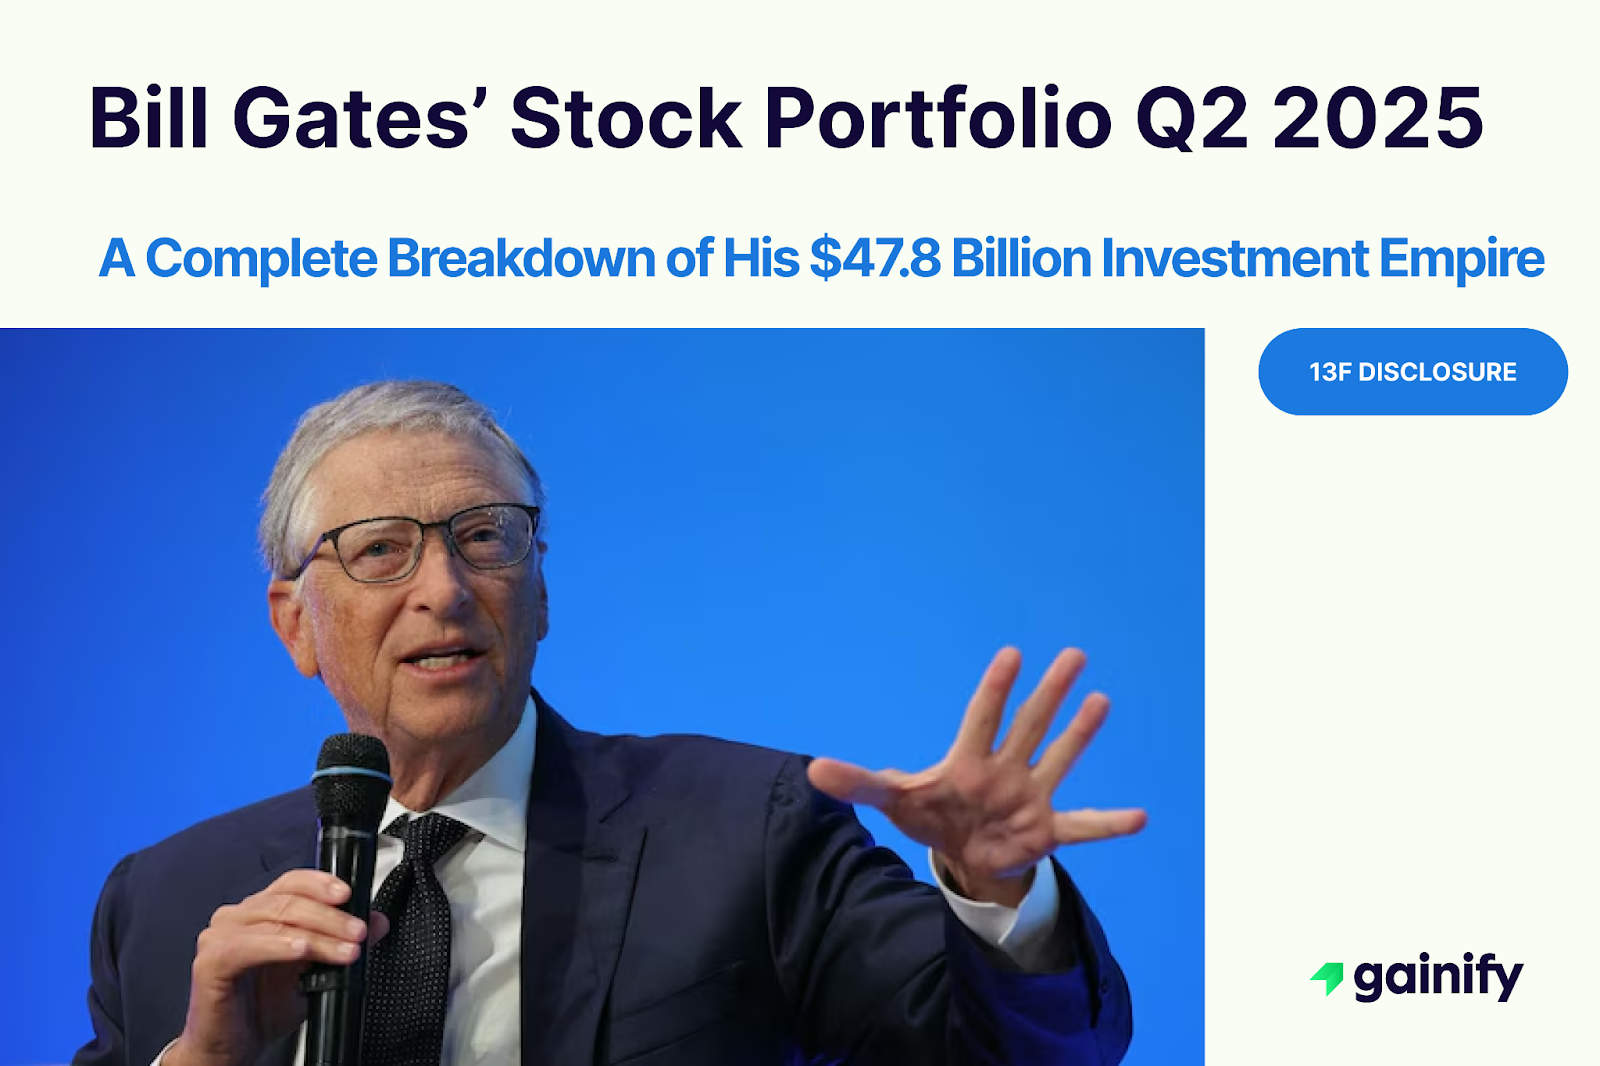 Bill Gates’ Stock Portfolio Q2 2025
A Complete Breakdown of His $47.8 Billion Investment Empire
13F DISCLOSURE
gainify